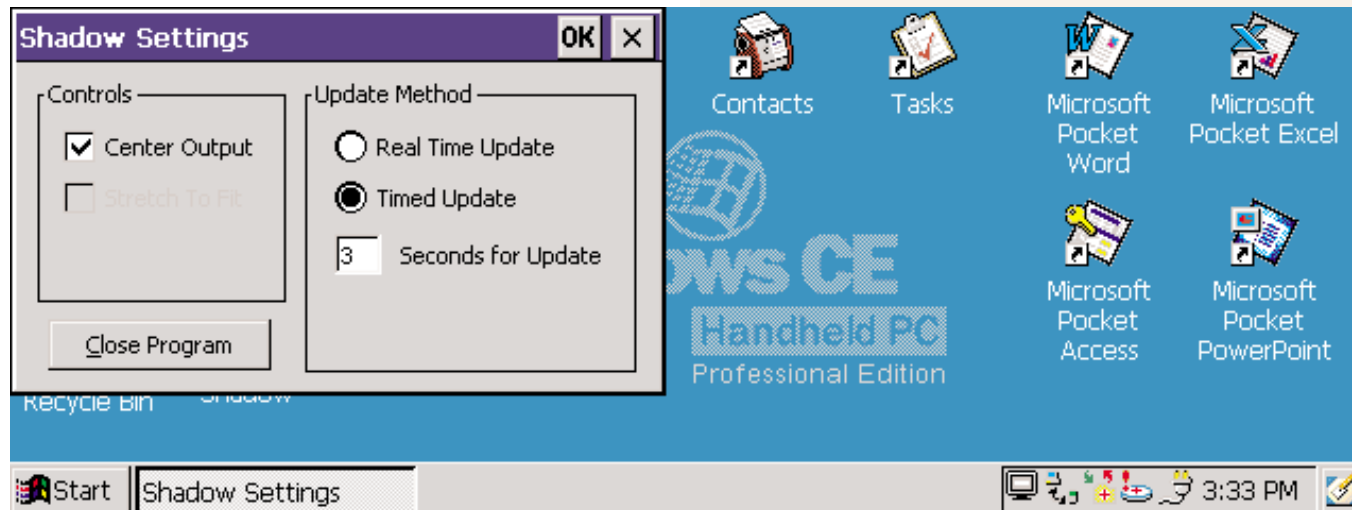 Shadow Settings
OK
Controls
Center Output
Stretch To Fit
Close Program
Update Method
Real Time Update
Timed Update
3 Seconds for Update
Contacts
Tasks
Microsoft
Pocket
Word
Microsoft
Pocket Excel
Microsoft
Pocket
Access
Microsoft
Pocket
PowerPoint
ows CE
Handheld PC
Professional Edition
Recycle Bin
Shadow
Start
Shadow Settings
3:33 PM